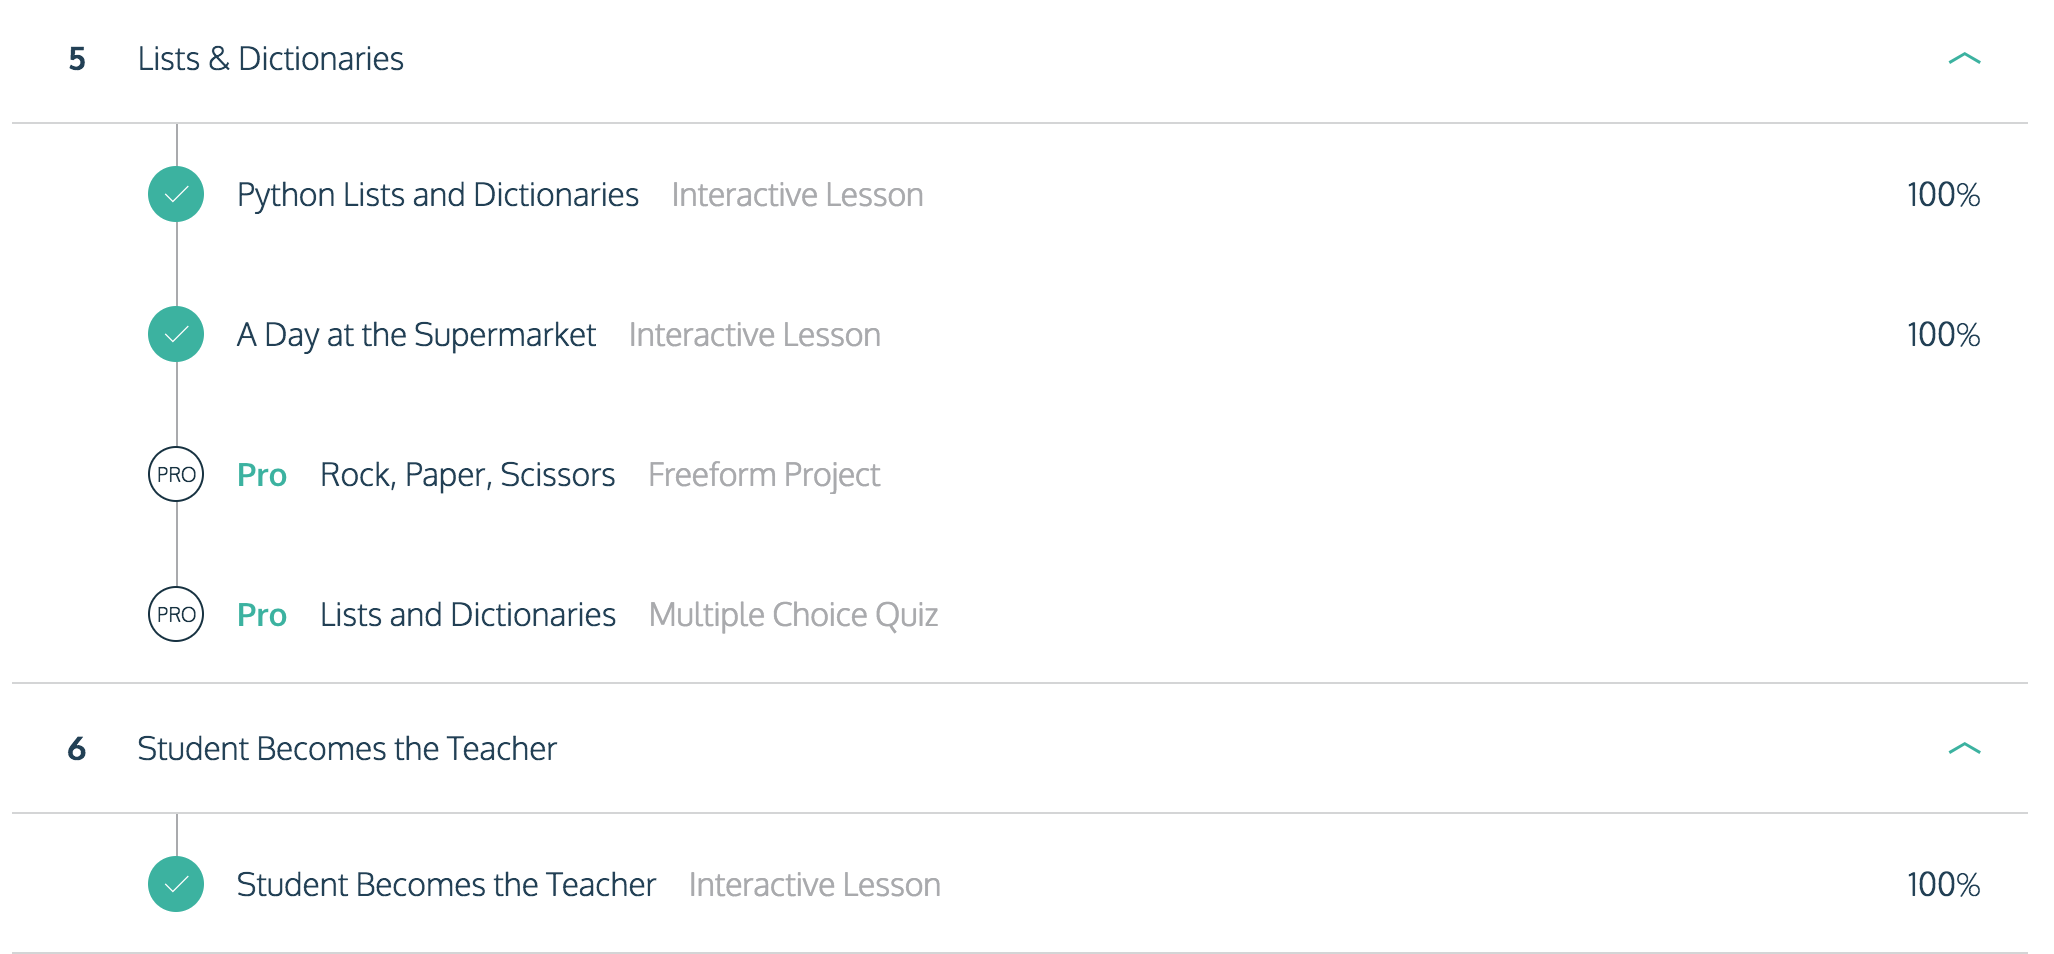 5 Lists & Dictionaries
Python Lists and Dictionaries Interactive Lesson 100%
A Day at the Supermarket Interactive Lesson 100%
PRO Pro Rock, Paper, Scissors Freeform Project
PRO Pro Lists and Dictionaries Multiple Choice Quiz
6 Student Becomes the Teacher
Student Becomes the Teacher Interactive Lesson 100%